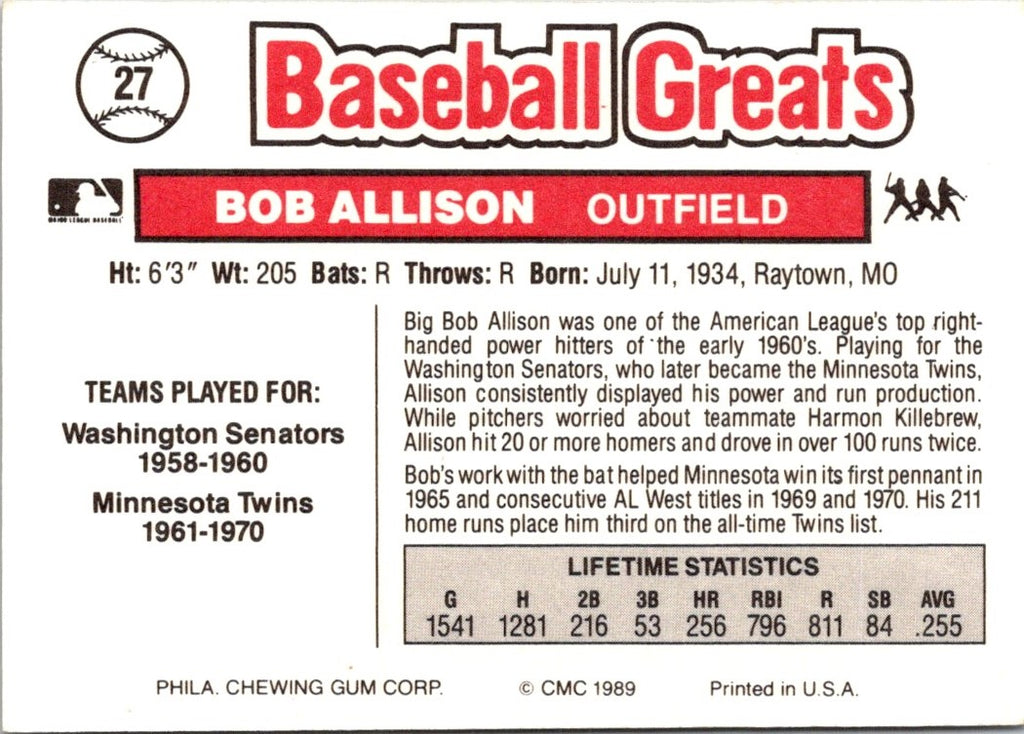 27
Baseball Greats
MAJOR LEAGUE BASEBALL
BOB ALLISON OUTFIELD
Ht: 6'3" Wt: 205 Bats: R Throws: R Born: July 11, 1934, Raytown, MO
TEAMS PLAYED FOR:
Washington Senators
1958-1960
Minnesota Twins
1961-1970
Big Bob Allison was one of the American League's top right-
handed power hitters of the early 1960's. Playing for the
Washington Senators, who later became the Minnesota Twins,
Allison consistently displayed his power and run production.
While pitchers worried about teammate Harmon Killebrew,
Allison hit 20 or more homers and drove in over 100 runs twice.
Bob's work with the bat helped Minnesota win its first pennant in
1965 and consecutive AL West titles in 1969 and 1970. His 211
home runs place him third on the all-time Twins list.
LIFETIME STATISTICS
G H 2B 3B HR RBI R SB AVG
1541 1281 216 53 256 796 811 84 .255
PHILA. CHEWING GUM CORP. © CMC 1989 Printed in U.S.A.